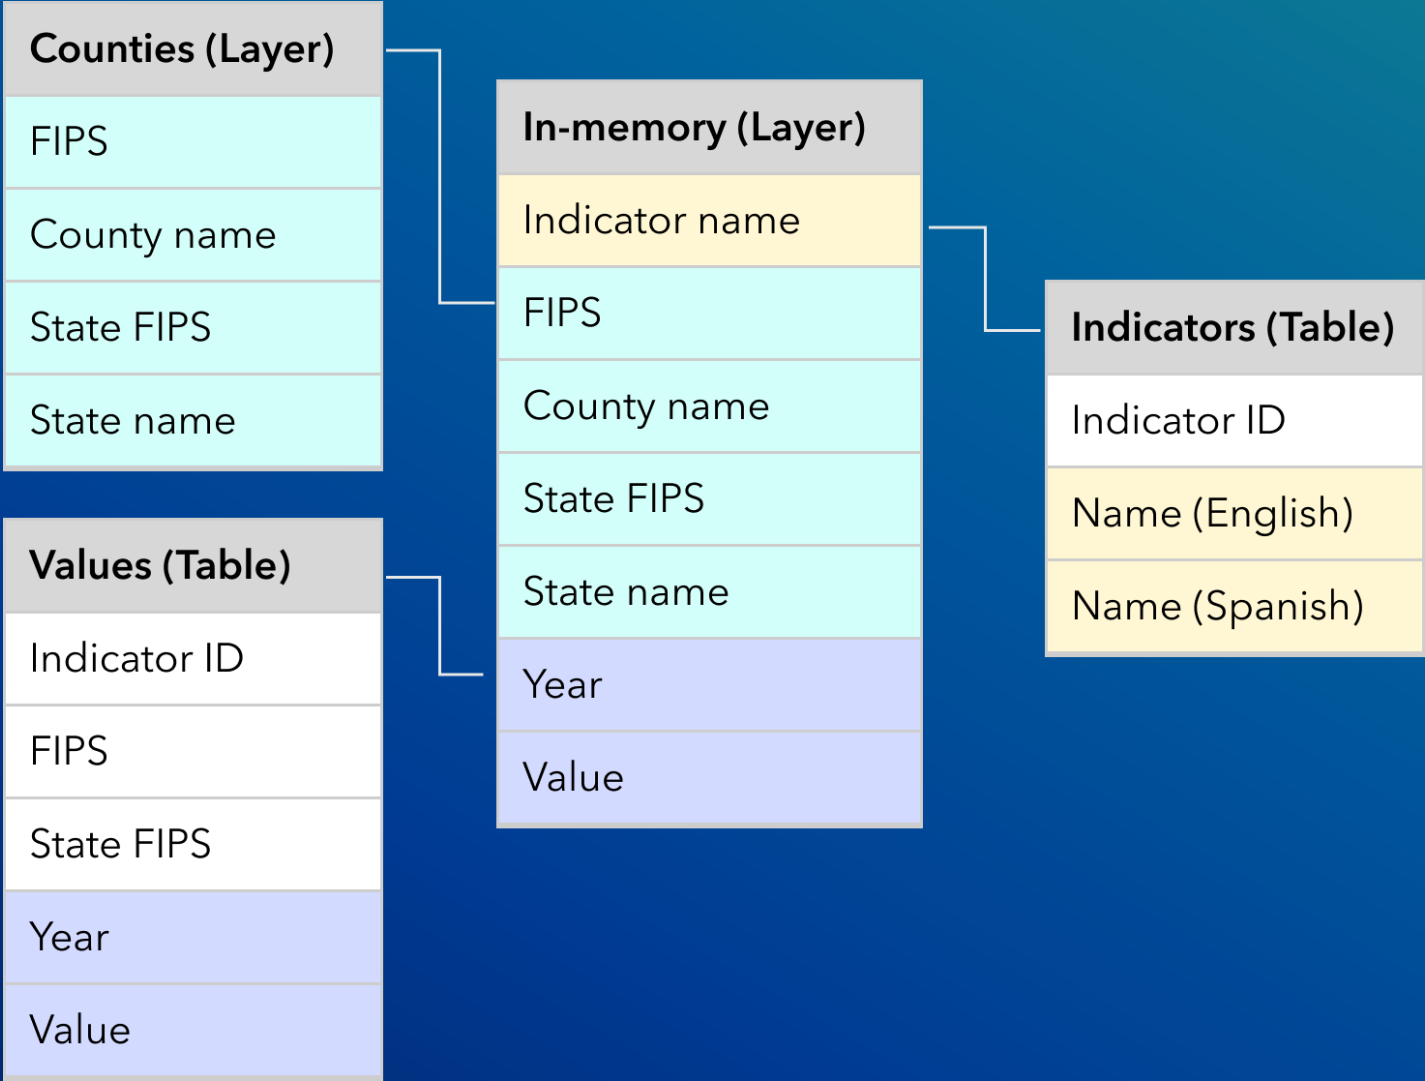 Counties (Layer)
FIPS
County name
State FIPS
State name
Values (Table)
Indicator ID
FIPS
State FIPS
Year
Value
In-memory (Layer)
Indicator name
FIPS
County name
State FIPS
State name
Year
Value
Indicators (Table)
Indicator ID
Name (English)
Name (Spanish)